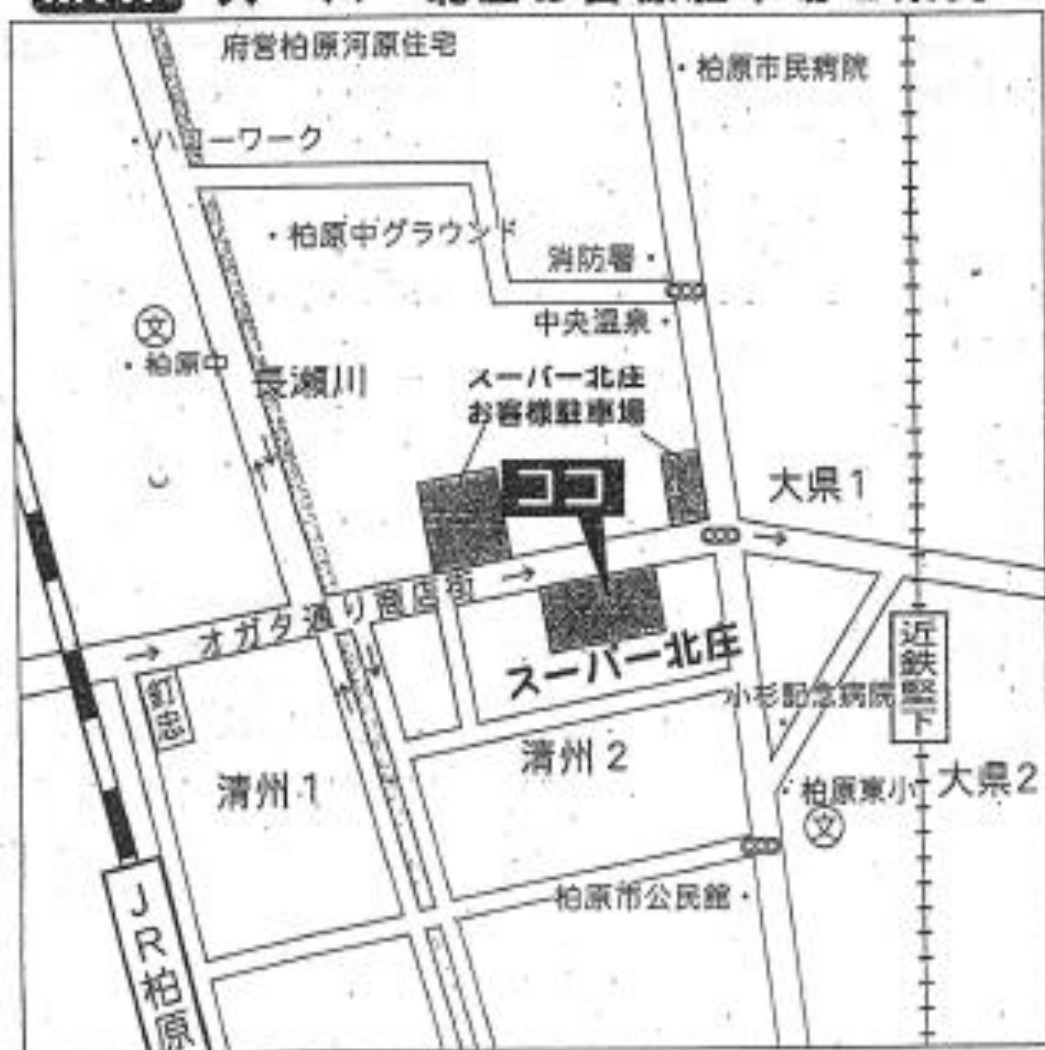 府営柏原河原住宅
・柏原市民病院
・ハローワーク
・柏原中グラウンド
消防署・
中央温泉・
文
・柏原中
長瀬川
スーパー北庄
お客様駐車場
ココ
大県1
→
→
オガタ通り商店街
→
スーパー北庄
近鉄堅下
小杉記念病院
清州1
清州2
・柏原東小
文
大県2
柏原市公民館・
JR柏原